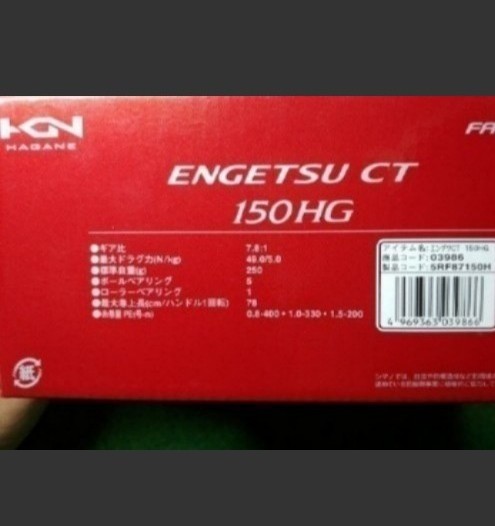 HAGANE
FA
ENGETSU CT
150HG
●ギア比 7.8:1
●最大ドラグ力(N/kg) 49.0/5.0
●標準自重(g) 250
●ボールベアリング 5
●ローラーベアリング 1
●最大巻上長(cm/ハンドル1回転) 78
●糸巻量 PE(号-m) 0.8-400・1.0-330・1.5-200
アイテム名: エンゲツCT 150HG
商品コード: 03986
製品コード: 5RF87150H
4 969363 039866
紙